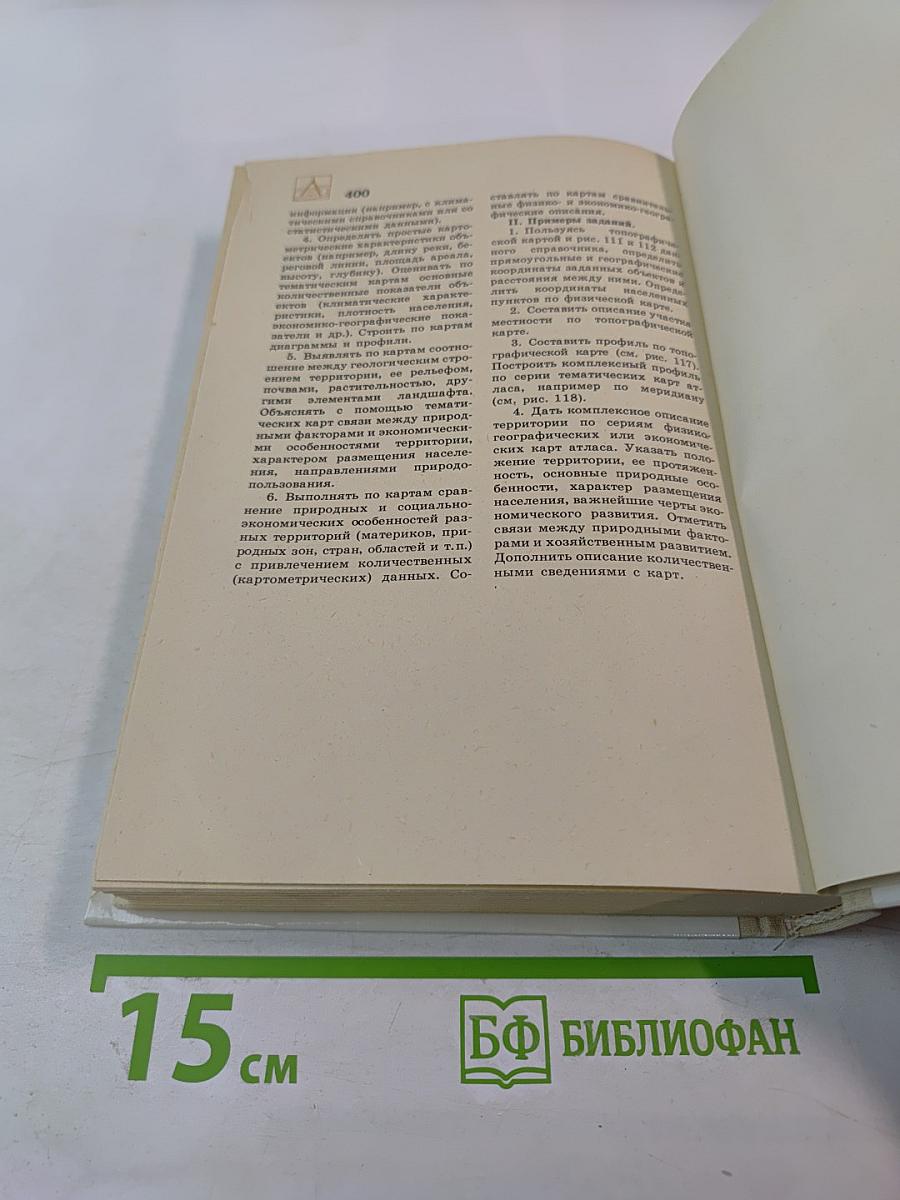 400
информации (например, с клима-
тическими справочниками или со
статистическими данными).
4. Определять простые карто-
метрические характеристики объ-
ектов (например, длину реки, бе-
реговой линии, площадь ареала,
высоту, глубину). Оценивать по
тематическим картам основные
количественные показатели объ-
ектов (климатические характе-
ристики, плотность населения,
экономико-географические пока-
затели и др.). Строить по картам
диаграммы и профили.
5. Выявлять по картам соотно-
шение между геологическим стро-
ением территории, ее рельефом,
почвами, растительностью, дру-
гими элементами ландшафта.
Объяснять с помощью темати-
ческих карт связи между природ-
ными факторами и экономически-
ми особенностями территории,
характером размещения населе-
ния, направлениями природо-
пользования.
6. Выполнять по картам срав-
нение природных и социально-
экономических особенностей раз-
ных территорий (материков, при-
родных зон, стран, областей и т.п.)
с привлечением количественных
(картометрических) данных. Со-
ставлять по картам сравнитель-
ные физико- и экономико-геогра-
фические описания.
II. Примеры заданий.
1. Пользуясь топографиче-
ской картой и рис. 111 и 112 дан-
ного справочника, определить
прямоугольные и географические
координаты заданных объектов и
расстояния между ними. Опреде-
лить координаты населенных
пунктов по физической карте.
2. Составить описание участка
местности по топографической
карте.
3. Составить профиль по топо-
графической карте (см. рис. 117).
Построить комплексный профиль
по серии тематических карт ат-
ласа, например по меридиану
(см. рис. 118).
4. Дать комплексное описание
территории по сериям физико-
географических или экономиче-
ских карт атласа. Указать поло-
жение территории, ее протяжен-
ность, основные природные осо-
бенности, характер размещения
населения, важнейшие черты эко-
номического развития. Отметить
связи между природными факто-
рами и хозяйственным развитием.
Дополнить описание количествен-
ными сведениями с карт.
15 см
БФ БИБЛИОФАН